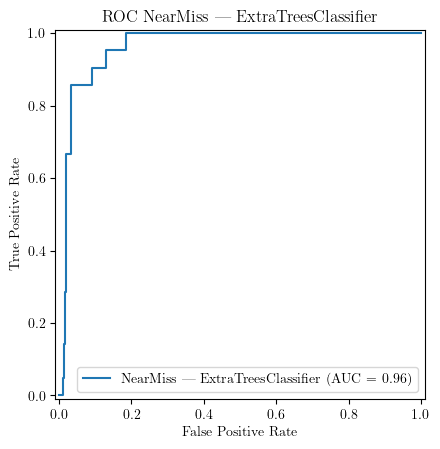 ROC NearMiss — ExtraTreesClassifier
1.0
0.8
0.6
0.4
0.2
0.0
True Positive Rate
NearMiss — ExtraTreesClassifier (AUC = 0.96)
0.0 0.2 0.4 0.6 0.8 1.0
False Positive Rate